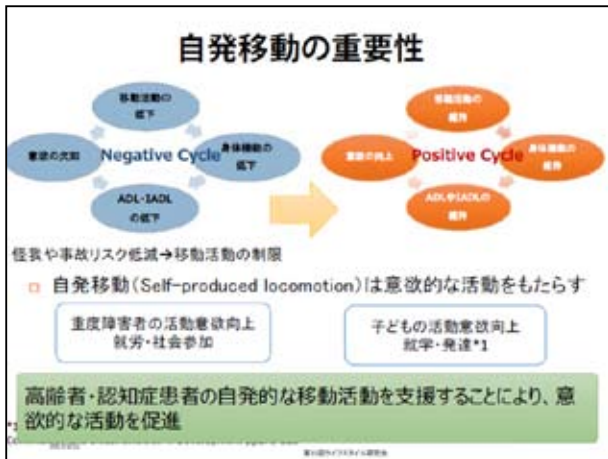 自発移動の重要性
移動活動の
低下
意欲の欠如
Negative Cycle
身体機能の
低下
ADL・IADL
の低下
移動活動の
維持
意欲の向上
Positive Cycle
身体機能の
維持
ADLやIADLの
維持
怪我や事故リスク低減→移動活動の制限
自発移動(Self-produced locomotion)は意欲的な活動をもたらす
重度障害者の活動意欲向上
就労・社会参加
子どもの活動意欲向上
就学・発達*1
高齢者・認知症患者の自発的な移動活動を支援することにより、意
欲的な活動を促進
*1